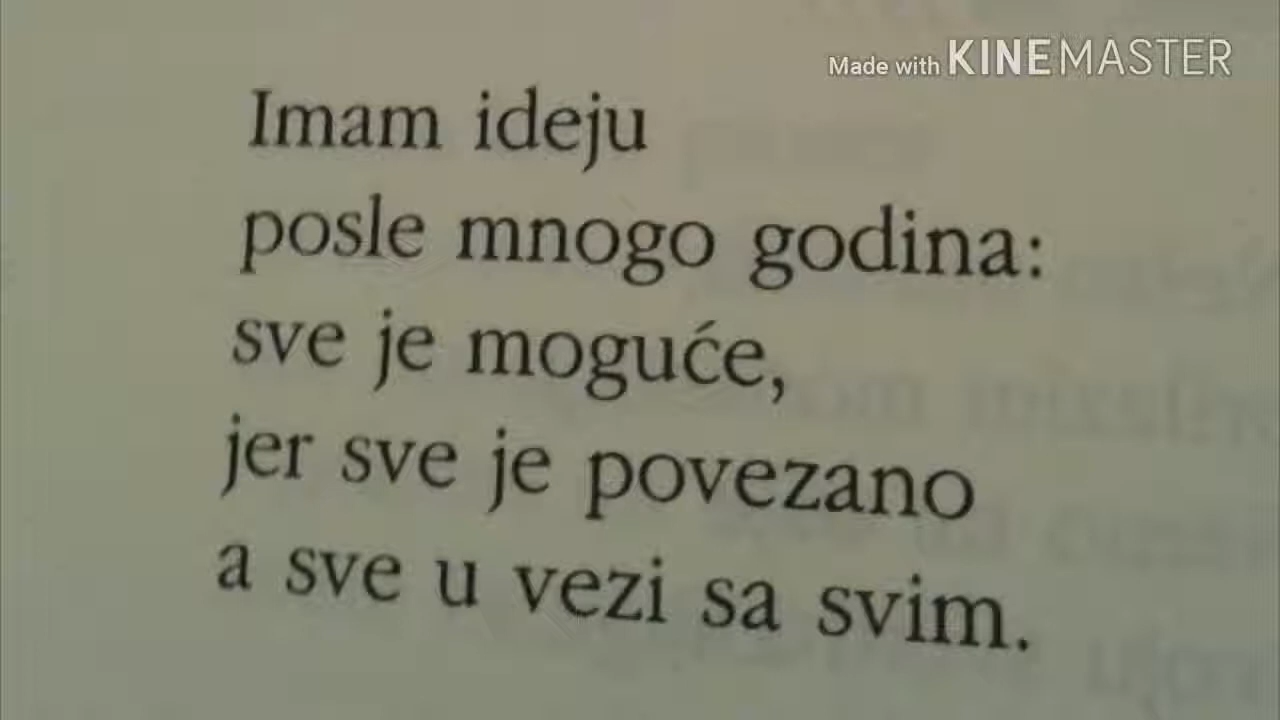 Made with KINEMASTER
Imam ideju
posle mnogo godina:
sve je moguće,
jer sve je povezano
a sve u vezi sa svim.